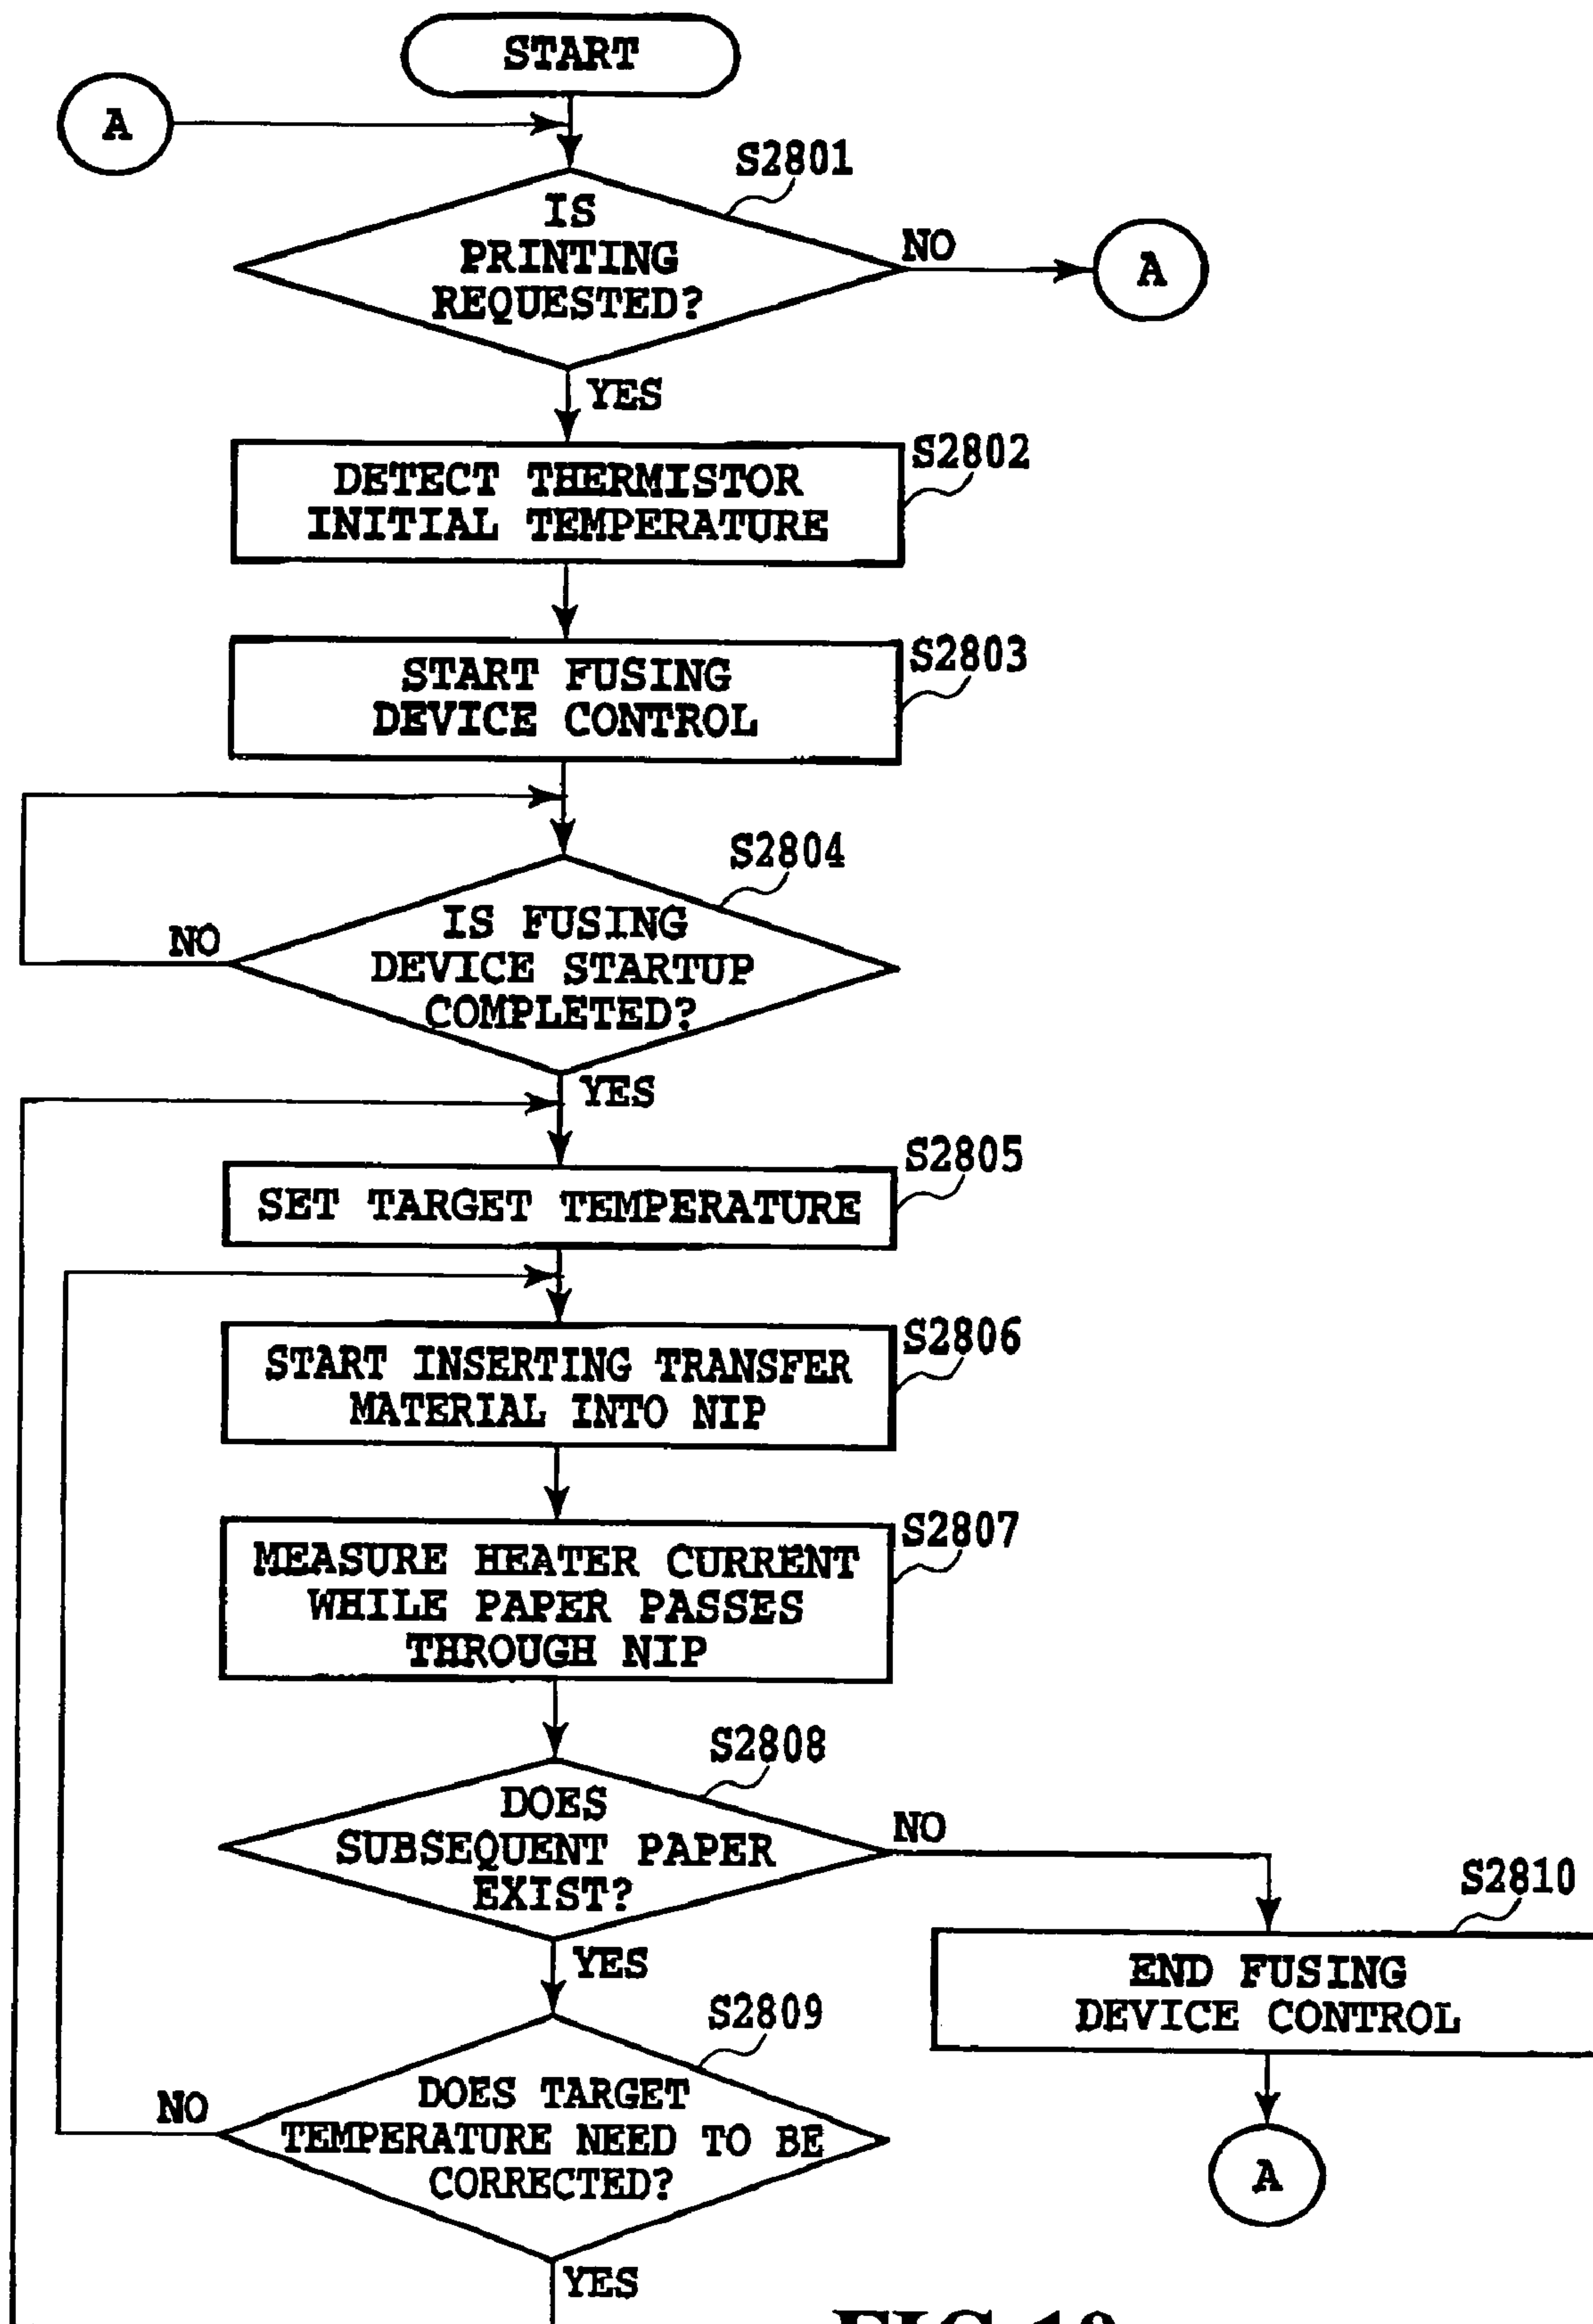 START
A
S2801
IS
PRINTING
REQUESTED?
NO
A
YES
S2802
DETECT THERMISTOR
INITIAL TEMPERATURE
S2803
START FUSING
DEVICE CONTROL
S2804
IS FUSING
DEVICE STARTUP
COMPLETED?
NO
YES
S2805
SET TARGET TEMPERATURE
S2806
START INSERTING TRANSFER
MATERIAL INTO NIP
S2807
MEASURE HEATER CURRENT
WHILE PAPER PASSES
THROUGH NIP
S2808
DOES
SUBSEQUENT PAPER
EXIST?
NO
YES
S2810
END FUSING
DEVICE CONTROL
A
S2809
DOES TARGET
TEMPERATURE NEED TO BE
CORRECTED?
NO
YES